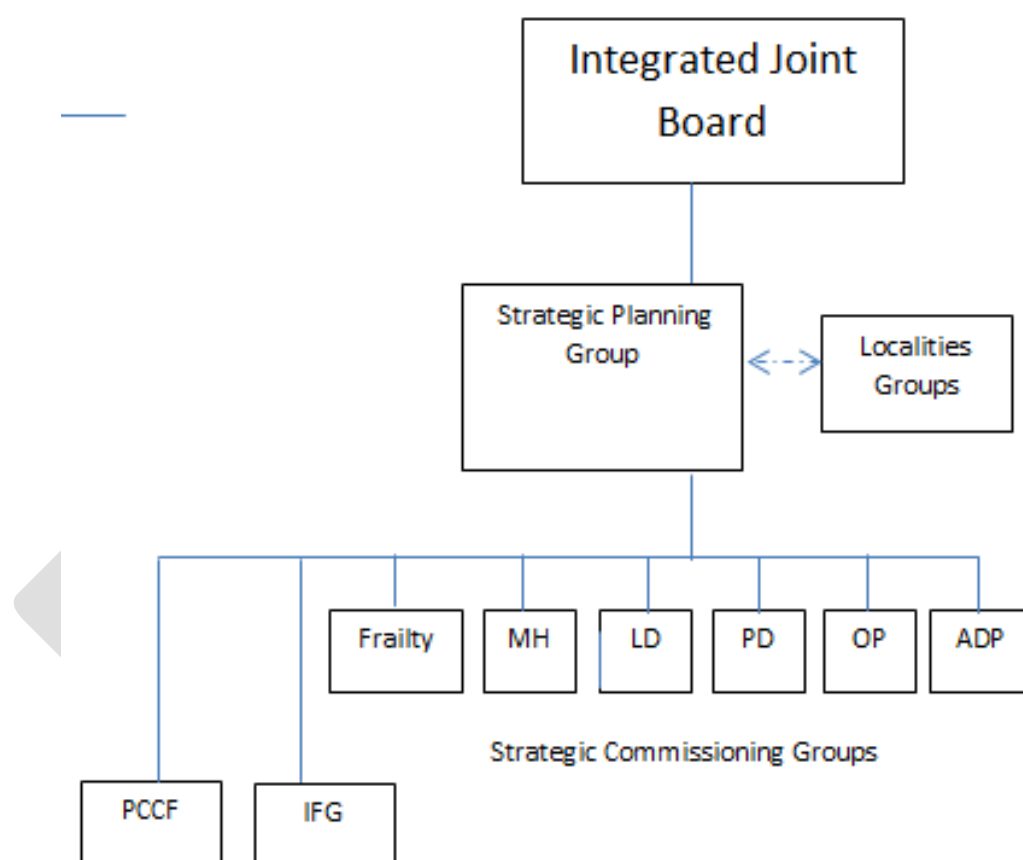 Integrated Joint
Board
Strategic Planning
Group
Localities
Groups
Frailty
MH
LD
PD
OP
ADP
Strategic Commissioning Groups
PCCF
IFG